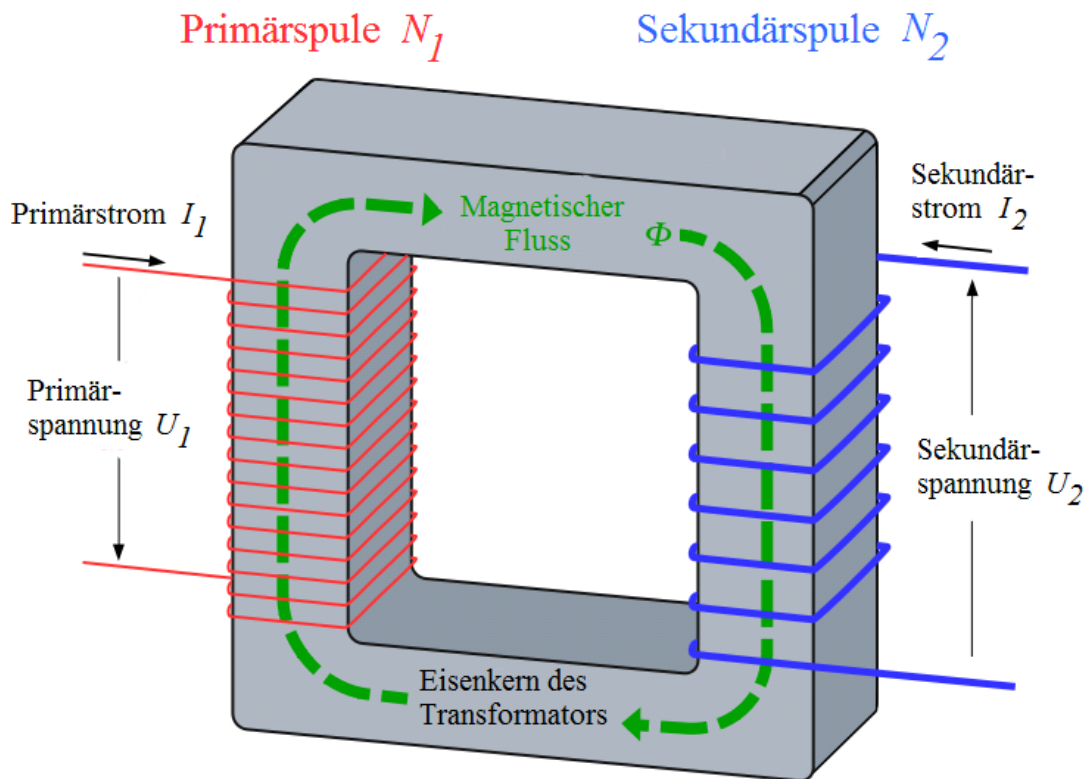 Primärspule N1
Sekundärspule N2
Primärstrom I1
Magnetischer
Fluss
Φ
Sekundär-
strom I2
Primär-
spannung U1
Sekundär-
spannung U2
Eisenkern des
Transformators